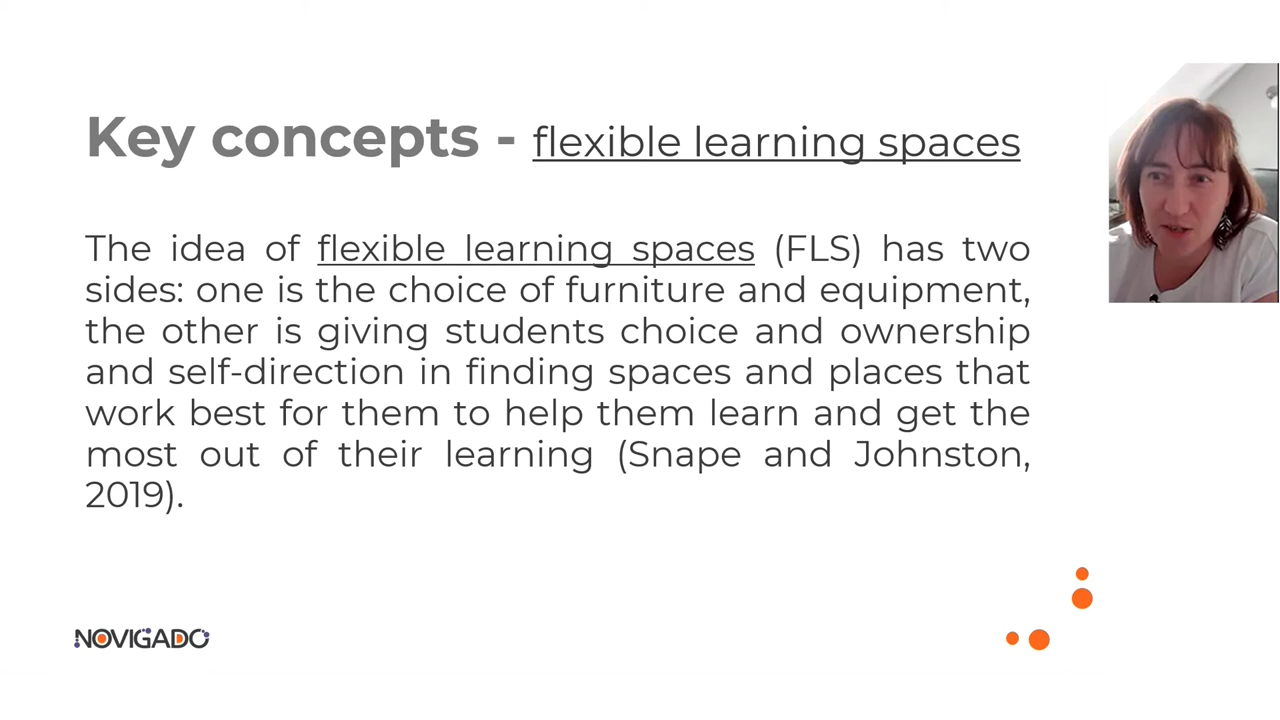 Key concepts - flexible learning spaces
The idea of flexible learning spaces (FLS) has two
sides: one is the choice of furniture and equipment,
the other is giving students choice and ownership
and self-direction in finding spaces and places that
work best for them to help them learn and get the
most out of their learning (Snape and Johnston,
2019).
NOVIGADO